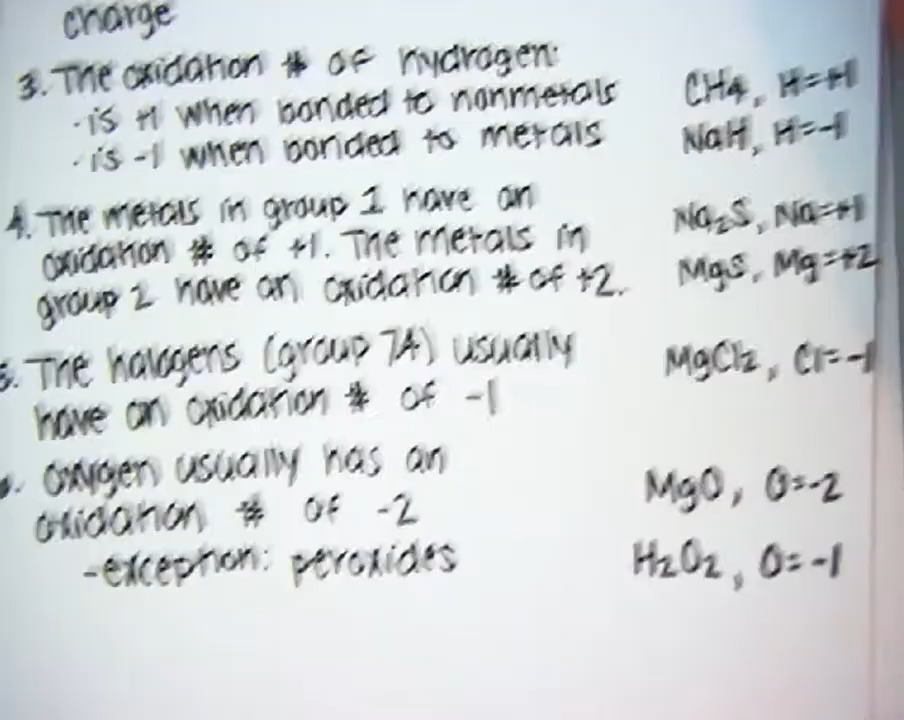 charge
3. The oxidation # of hydrogen:
· is +1 when bonded to nonmetals CH4, H=+1
· is -1 when bonded to metals NaH, H=-1
4. The metals in group 1 have an Na2S, Na=+1
oxidation # of +1. The metals in
group 2 have an oxidation # of +2. MgS, Mg=+2
5. The halogens (group 7A) usually MgCl2, Cl=-1
have an oxidation # of -1
. Oxygen usually has an
oxidation # of -2 MgO, O=-2
-exception: peroxides H2O2, O=-1